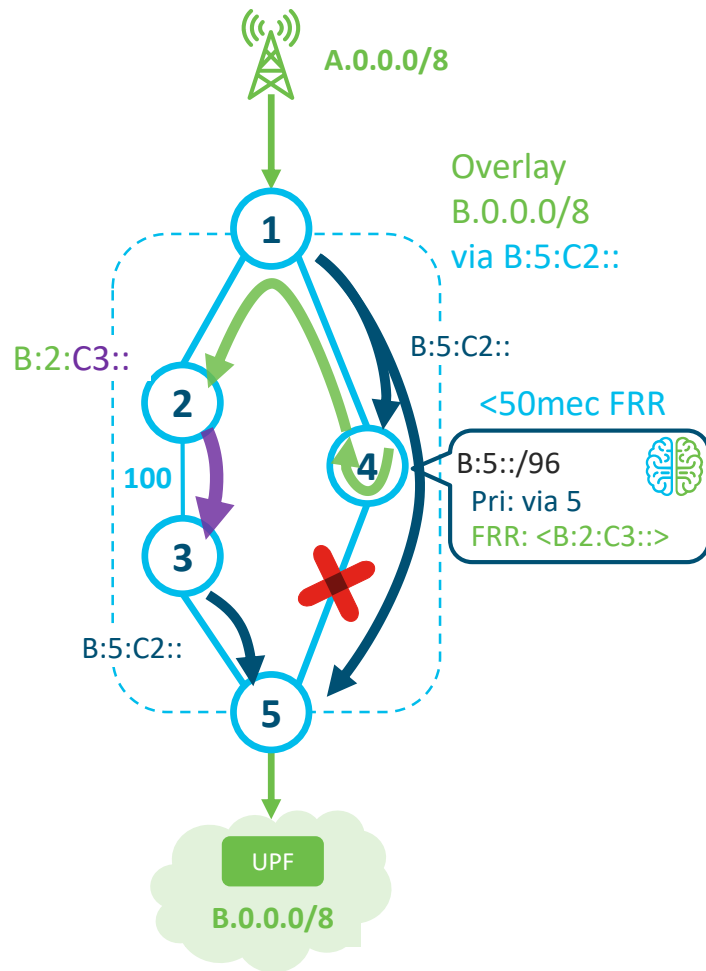 A.0.0.0/8
1
Overlay
B.0.0.0/8
via B:5:C2::
B:5:C2::
B:2:C3::
2
<50mec FRR
100
4
B:5::/96
Pri: via 5
FRR: <B:2:C3::>
3
B:5:C2::
5
UPF
B.0.0.0/8